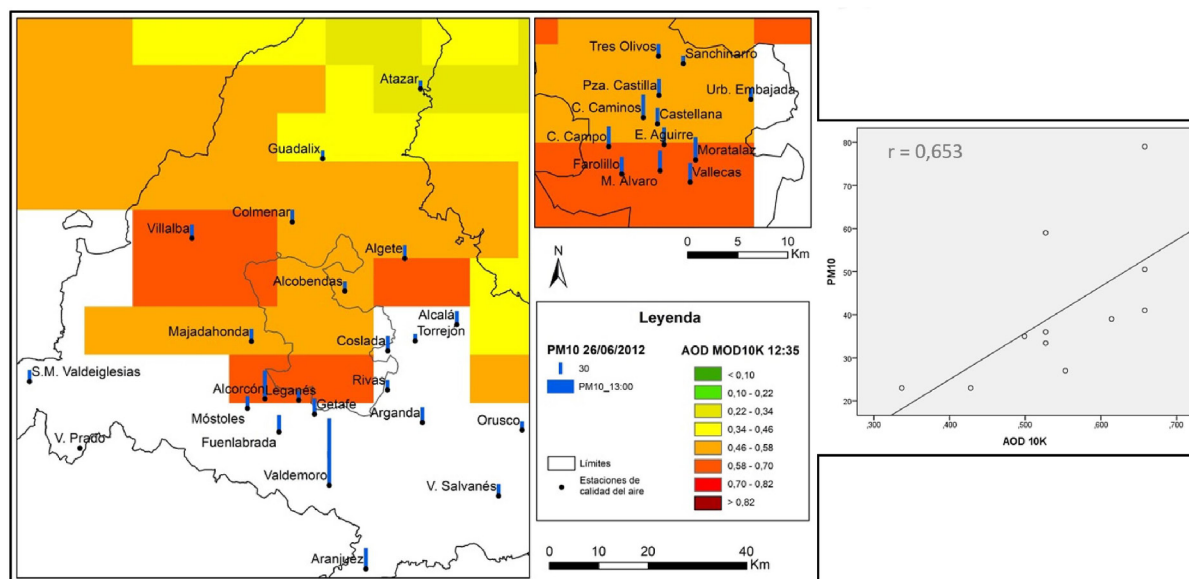 Atazar
Guadalix
Colmenar
Villalba
Algete
Alcobendas
Alcalá
Majadahonda
Torrejón
Coslada
S.M. Valdeiglesias
Alcorcón
Leganés
Rivas
Getafe
Móstoles
Arganda
Orusco
Fuenlabrada
V. Prado
Valdemoro
V. Salvanés
Aranjuez
Tres Olivos
Sanchinarro
Pza. Castilla
Urb. Embajada
C. Caminos
Castellana
C. Campo
E. Aguirre
Moratalaz
Farolillo
M. Álvaro
Vallecas
0 5 10
Km
N
Leyenda
PM10 26/06/2012
30
PM10_13:00
Límites
Estaciones de
calidad del aire
AOD MOD10K 12:35
< 0,10
0,10 - 0,22
0,22 - 0,34
0,34 - 0,46
0,46 - 0,58
0,58 - 0,70
0,70 - 0,82
> 0,82
0 10 20 40
Km
r = 0,653
PM10
80
70
60
50
40
30
20
,300 ,400 ,500 ,600 ,700
AOD 10K